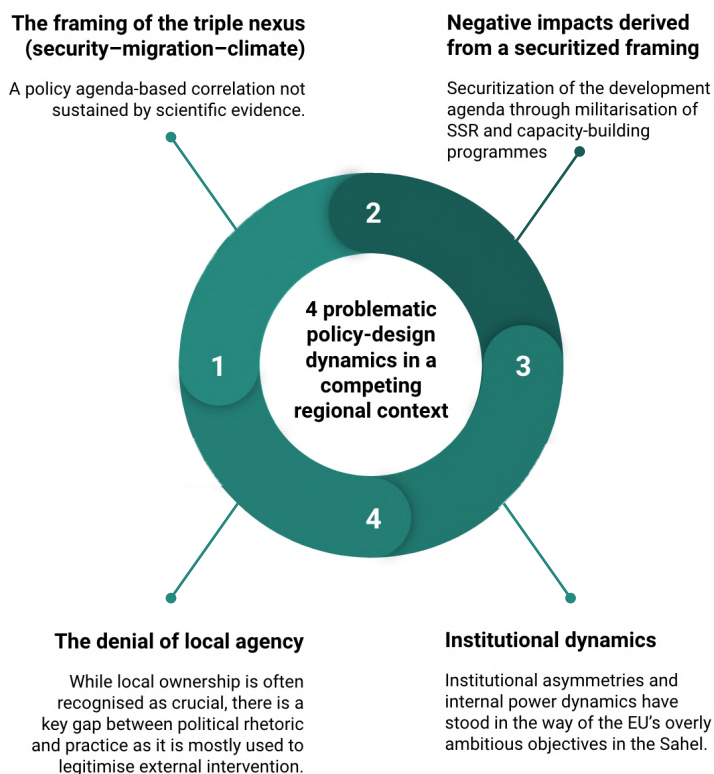 The framing of the triple nexus
(security–migration–climate)
A policy agenda-based correlation not
sustained by scientific evidence.
Negative impacts derived
from a securitized framing
Securitization of the development
agenda through militarisation of
SSR and capacity-building
programmes
2
4 problematic
policy-design
dynamics in a
competing
regional context
1
3
4
The denial of local agency
While local ownership is often
recognised as crucial, there is a
key gap between political rhetoric
and practice as it is mostly used to
legitimise external intervention.
Institutional dynamics
Institutional asymmetries and
internal power dynamics have
stood in the way of the EU's overly
ambitious objectives in the Sahel.